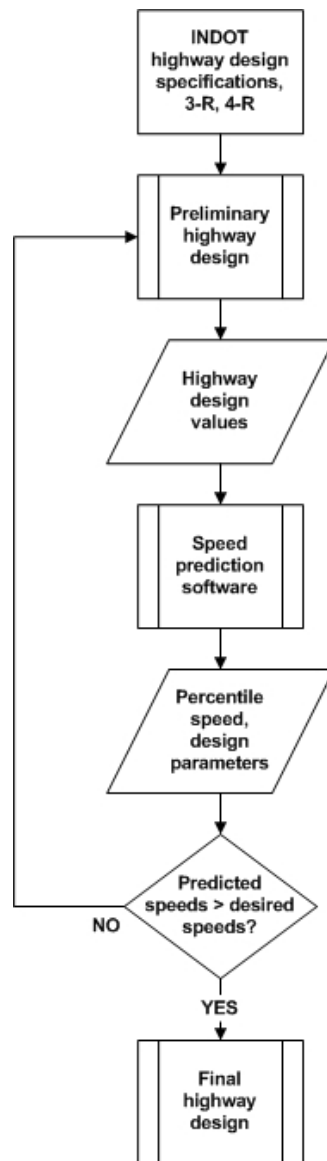 INDOT
highway design
specifications,
3-R, 4-R
Preliminary
highway
design
Highway
design
values
Speed
prediction
software
Percentile
speed,
design
parameters
Predicted
speeds > desired
speeds?
NO
YES
Final
highway
design